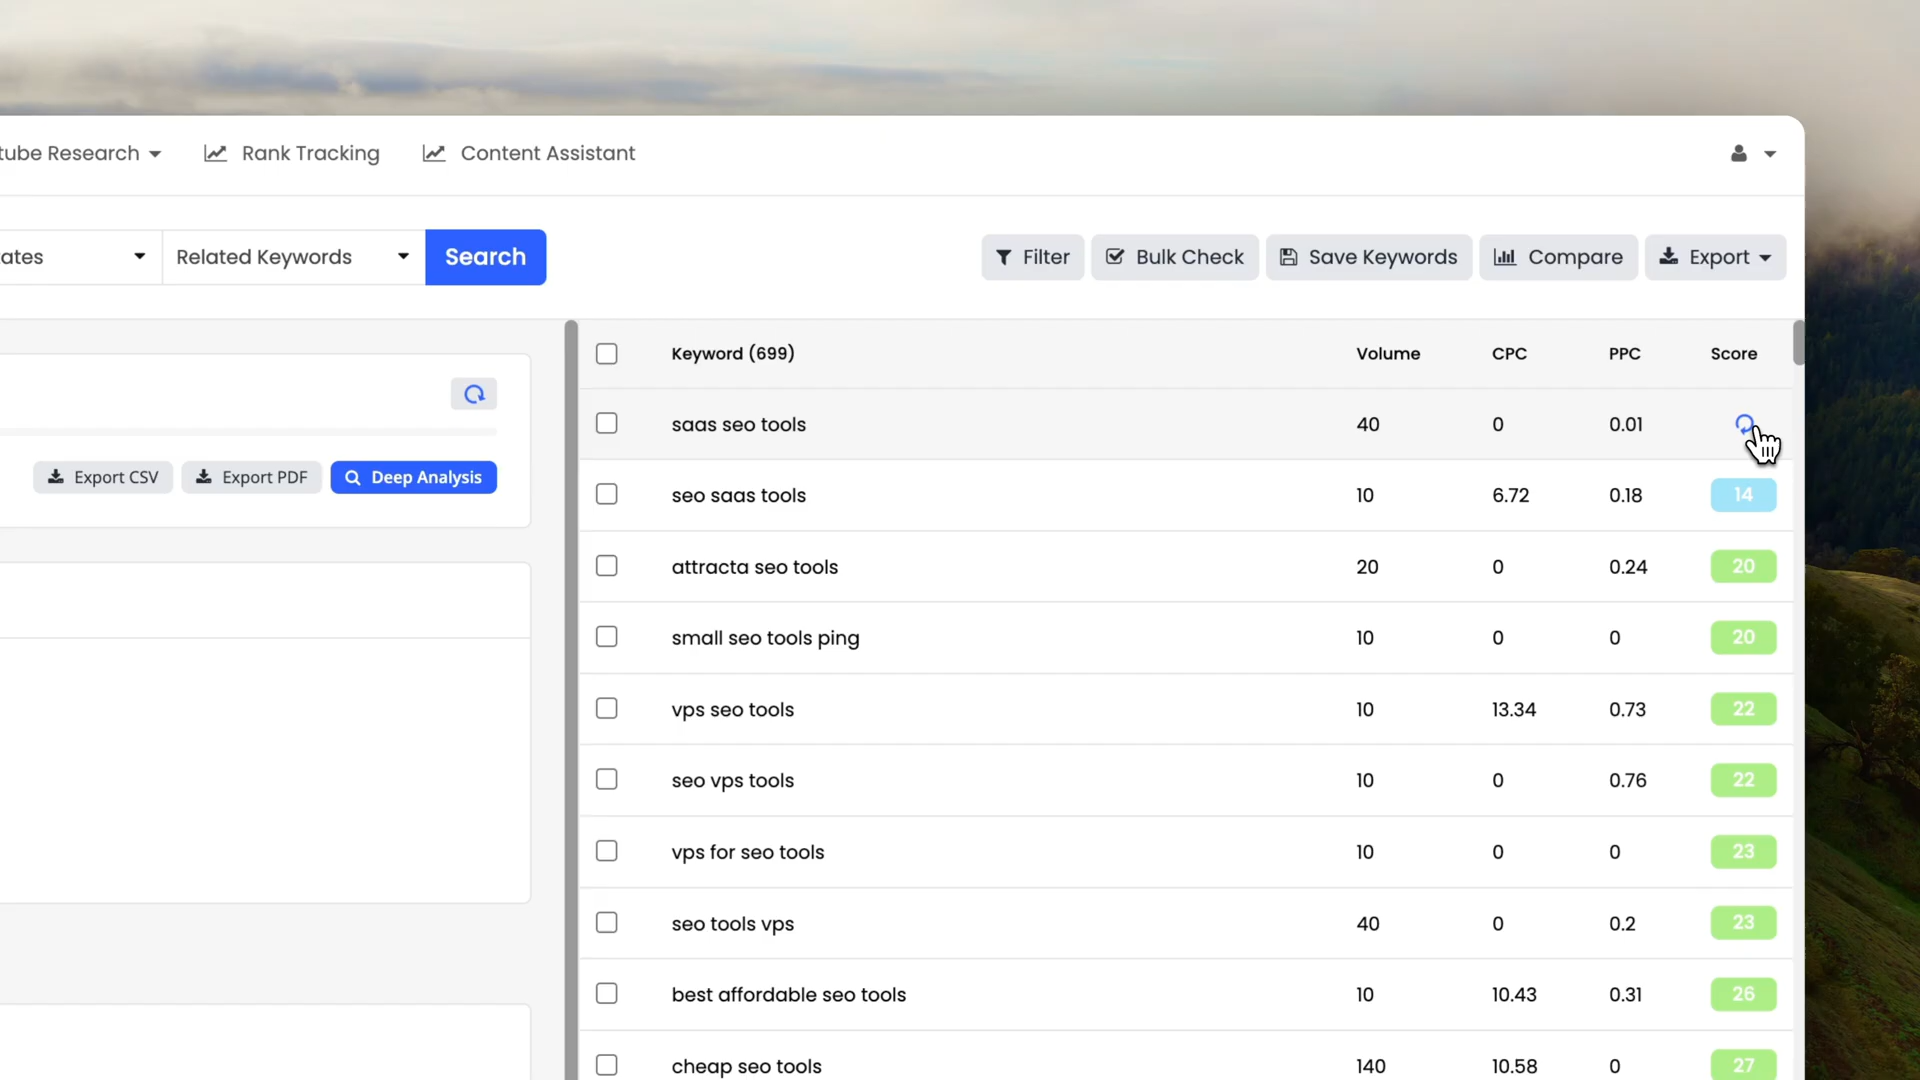 tube Research
Rank Tracking
Content Assistant
ates
Related Keywords
Search
Filter
Bulk Check
Save Keywords
Compare
Export
Export CSV
Export PDF
Deep Analysis
Keyword (699) Volume CPC PPC Score
saas seo tools 40 0 0.01
seo saas tools 10 6.72 0.18 14
attracta seo tools 20 0 0.24 20
small seo tools ping 10 0 0 20
vps seo tools 10 13.34 0.73 22
seo vps tools 10 0 0.76 22
vps for seo tools 10 0 0 23
seo tools vps 40 0 0.2 23
best affordable seo tools 10 10.43 0.31 26
cheap seo tools 140 10.58 0 27